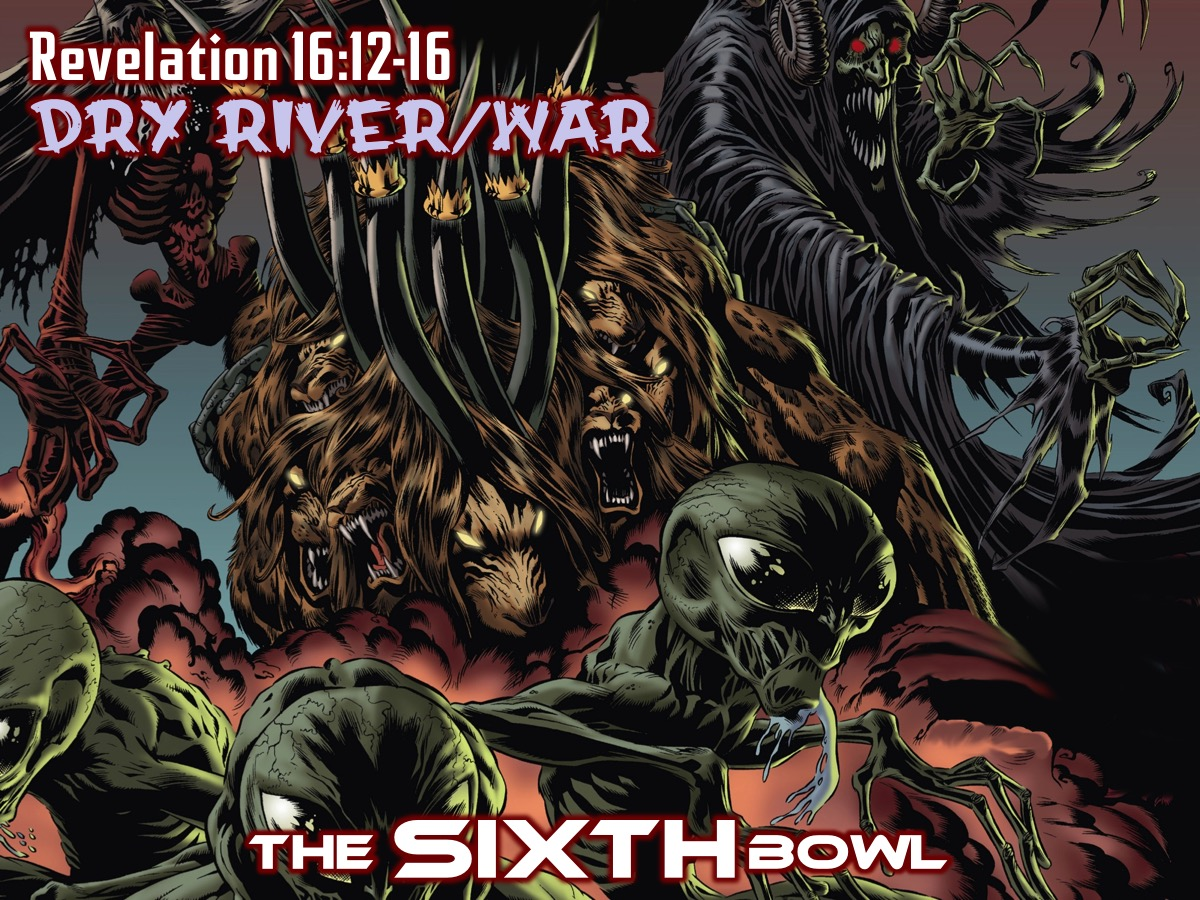 Revelation 16:12-16
DRY RIVER/WAR
THE SIXTH BOWL